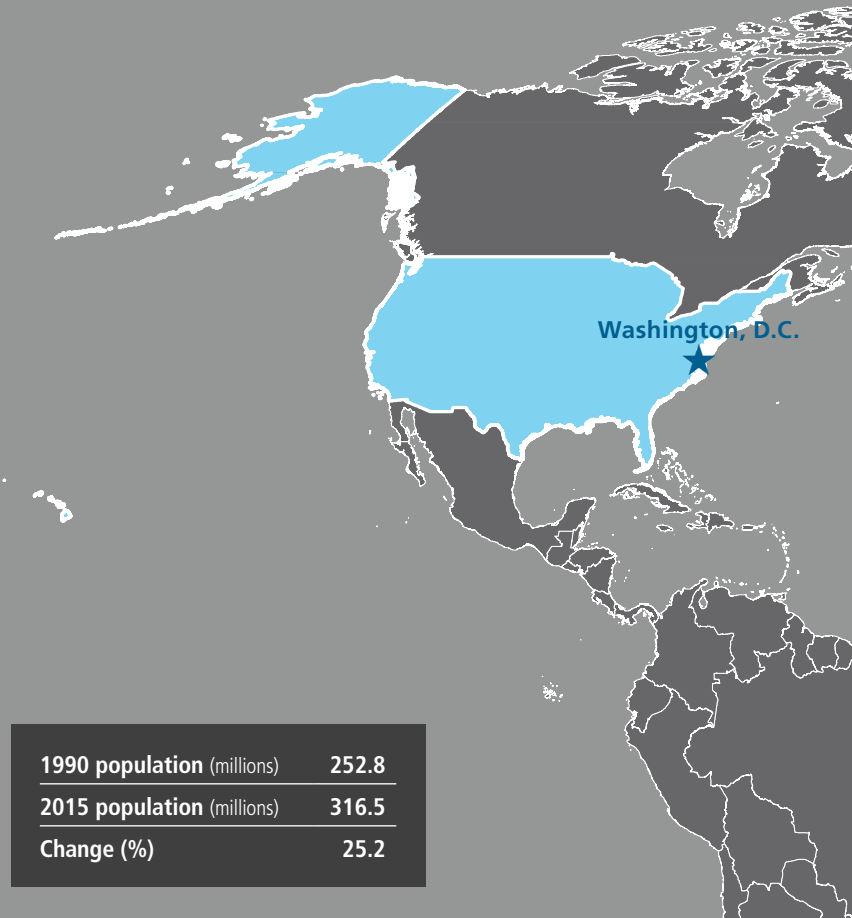 Washington, D.C.
1990 population (millions) 252.8
2015 population (millions) 316.5
Change (%) 25.2